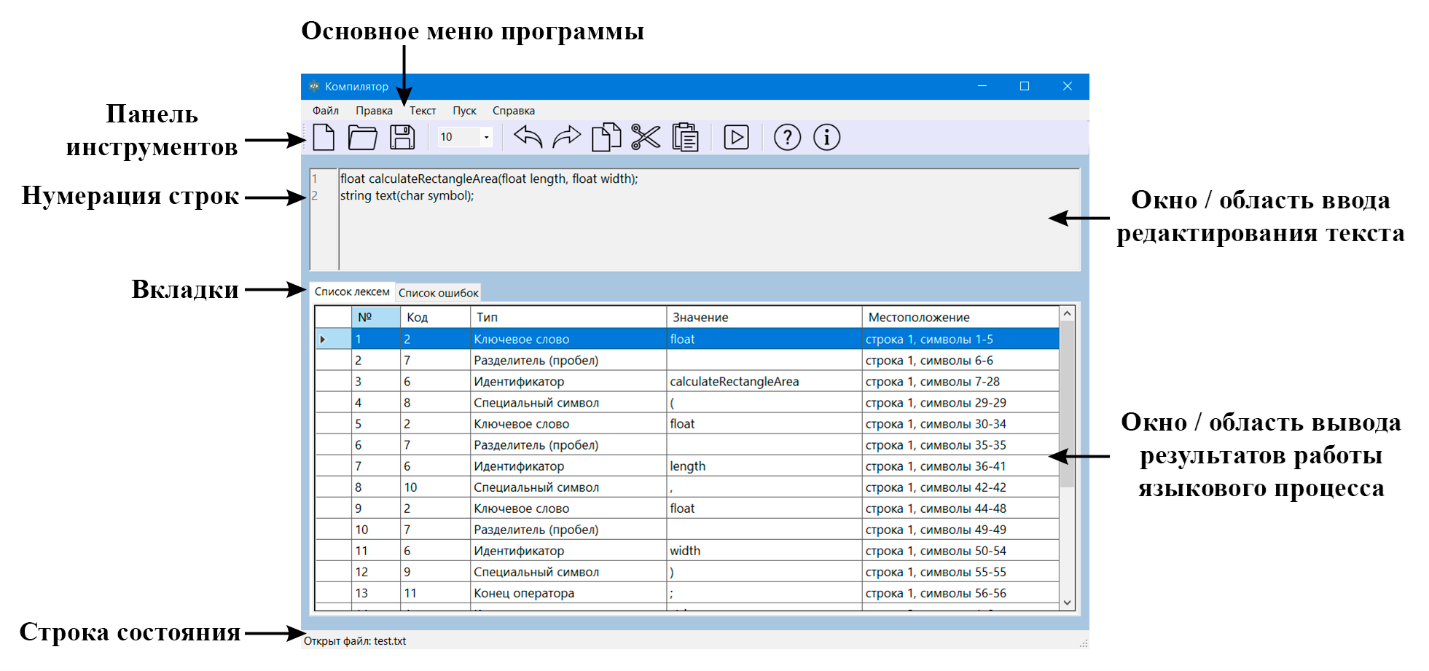 Основное меню программы
Компилятор
Файл Правка Текст Пуск Справка
Панель
инструментов
10
Нумерация строк
1 float calculateRectangleArea(float length, float width);
2 string text(char symbol);
Окно / область ввода
редактирования текста
Вкладки
Список лексем Список ошибок
№ Код Тип Значение Местоположение
1 2 Ключевое слово float строка 1, символы 1-5
2 7 Разделитель (пробел) строка 1, символы 6-6
3 6 Идентификатор calculateRectangleArea строка 1, символы 7-28
4 8 Специальный символ ( строка 1, символы 29-29
5 2 Ключевое слово float строка 1, символы 30-34
6 7 Разделитель (пробел) строка 1, символы 35-35
7 6 Идентификатор length строка 1, символы 36-41
8 10 Специальный символ , строка 1, символы 42-42
9 2 Ключевое слово float строка 1, символы 44-48
10 7 Разделитель (пробел) строка 1, символы 49-49
11 6 Идентификатор width строка 1, символы 50-54
12 9 Специальный символ ) строка 1, символы 55-55
13 11 Конец оператора ; строка 1, символы 56-56
Окно / область вывода
результатов работы
языкового процесса
Строка состояния
Открыт файл: test.txt